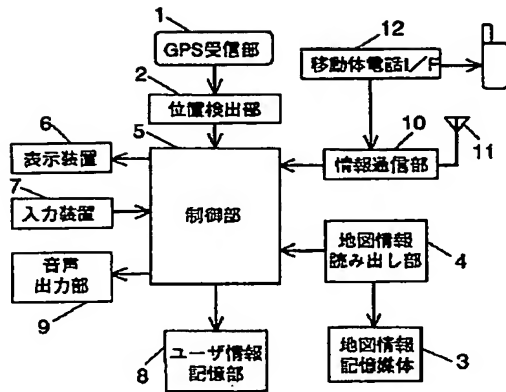 1
GPS受信部
12
移動体電話I/F
2
位置検出部
6
5
10
11
表示装置
情報通信部
7
入力装置
制御部
地図情報
読み出し部
4
音声
出力部
9
8
ユーザ情報
記憶部
地図情報
記憶媒体
3